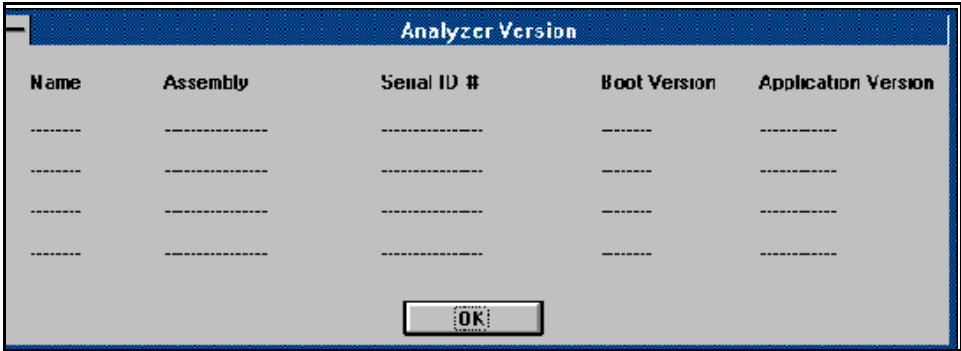 Analyzer Version
Name Assembly Serial ID # Boot Version Application Version
-------- ---------------- ---------------- -------- ------------
-------- ---------------- ---------------- -------- ------------
-------- ---------------- ---------------- -------- ------------
-------- ---------------- ---------------- -------- ------------
OK